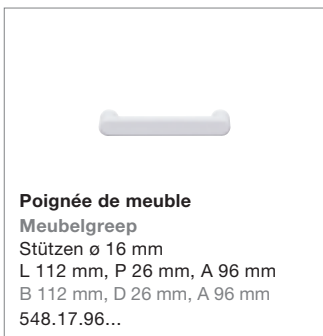 Poignée de meuble
Meubelgreep
Stützen ø 16 mm
L 112 mm, P 26 mm, A 96 mm
B 112 mm, D 26 mm, A 96 mm
548.17.96...